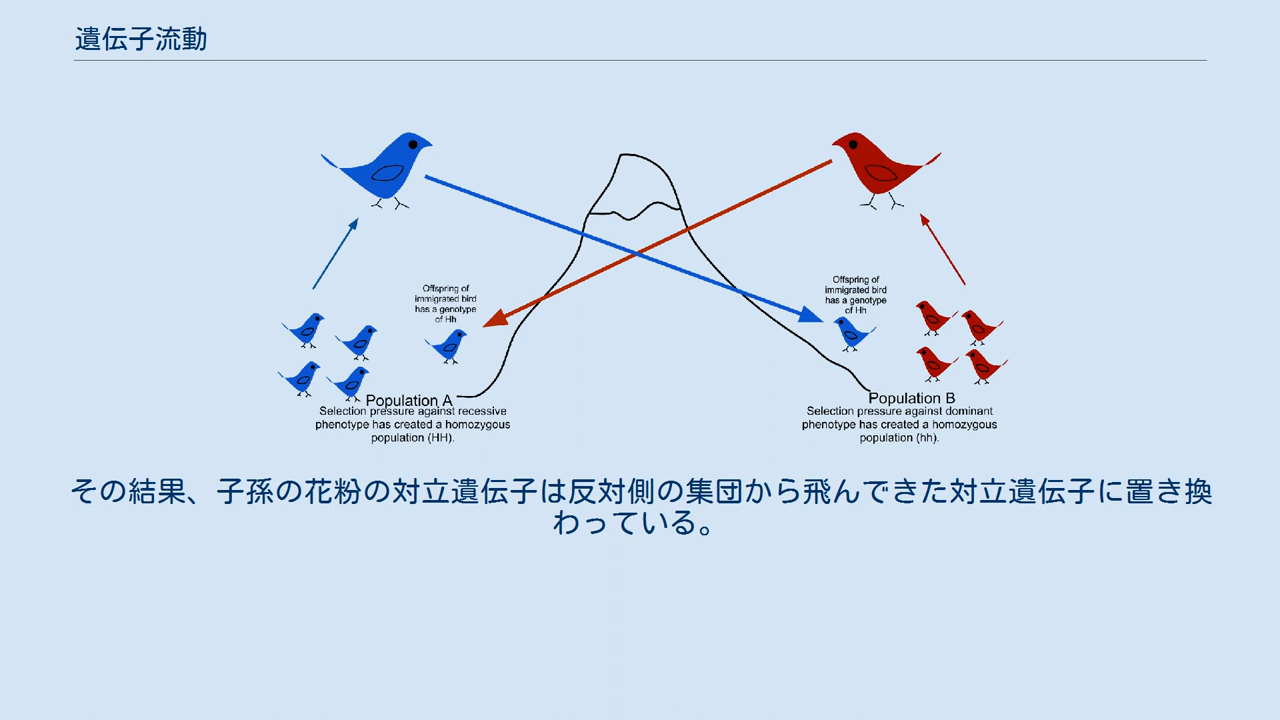 遺伝子流動
Offspring of
immigrated bird
has a genotype
of Hh
Offspring of
immigrated bird
has a genotype
of Hh
Population A
Selection pressure against recessive
phenotype has created a homozygous
population (HH).
Population B
Selection pressure against dominant
phenotype has created a homozygous
population (hh).
その結果、子孫の花粉の対立遺伝子は反対側の集団から飛んできた対立遺伝子に置き換
わっている。